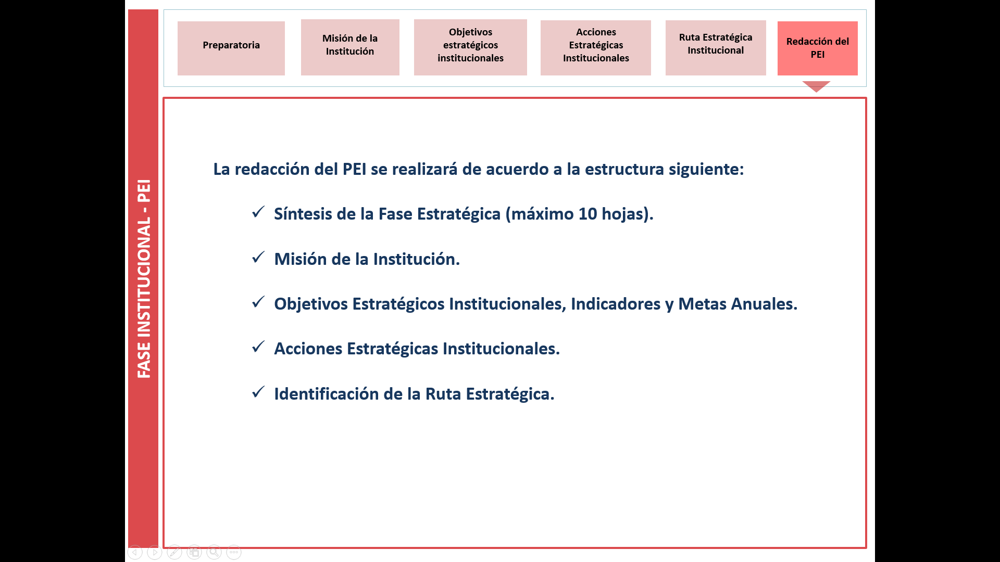 FASE INSTITUCIONAL - PEI
Preparatoria
Misión de la
Institución
Objetivos
estratégicos
institucionales
Acciones
Estratégicas
Institucionales
Ruta Estratégica
Institucional
Redacción del
PEI
La redacción del PEI se realizará de acuerdo a la estructura siguiente:
✓ Síntesis de la Fase Estratégica (máximo 10 hojas).
✓ Misión de la Institución.
✓ Objetivos Estratégicos Institucionales, Indicadores y Metas Anuales.
✓ Acciones Estratégicas Institucionales.
✓ Identificación de la Ruta Estratégica.